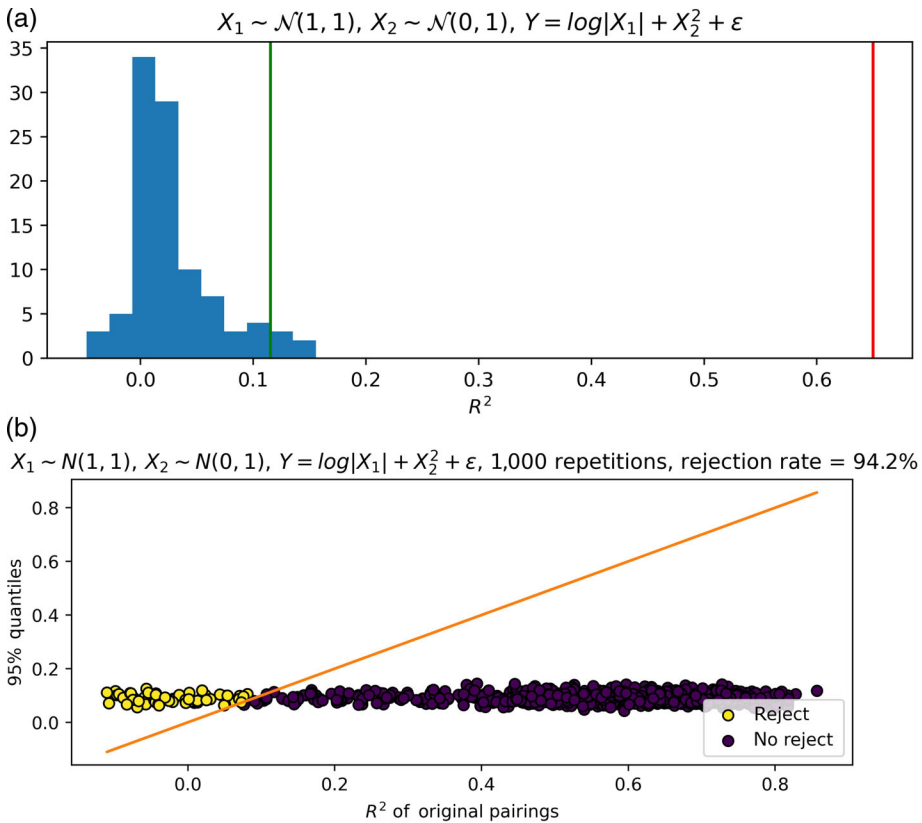 (a)
X₁ ~ 𝒩(1, 1), X₂ ~ 𝒩(0, 1), Y = log|X₁| + X₂² + ε
35
30
25
20
15
10
5
0
0.0 0.1 0.2 0.3 0.4 0.5 0.6
R²
(b)
X₁ ~ N(1, 1), X₂ ~ N(0, 1), Y = log|X₁| + X₂² + ε, 1,000 repetitions, rejection rate = 94.2%
95% quantiles
0.8
0.6
0.4
0.2
0.0
Reject
No reject
0.0 0.2 0.4 0.6 0.8
R² of original pairings